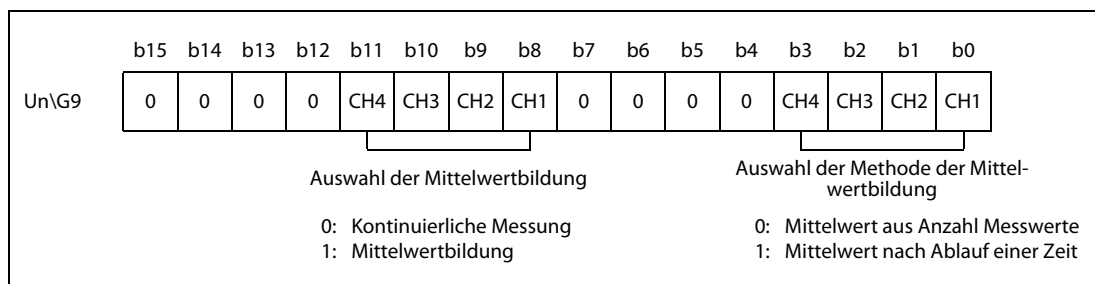 b15 b14 b13 b12 b11 b10 b9 b8 b7 b6 b5 b4 b3 b2 b1 b0
Un\G9 0 0 0 0 CH4 CH3 CH2 CH1 0 0 0 0 CH4 CH3 CH2 CH1
Auswahl der Mittelwertbildung
0: Kontinuierliche Messung
1: Mittelwertbildung
Auswahl der Methode der Mittel-
wertbildung
0: Mittelwert aus Anzahl Messwerte
1: Mittelwert nach Ablauf einer Zeit